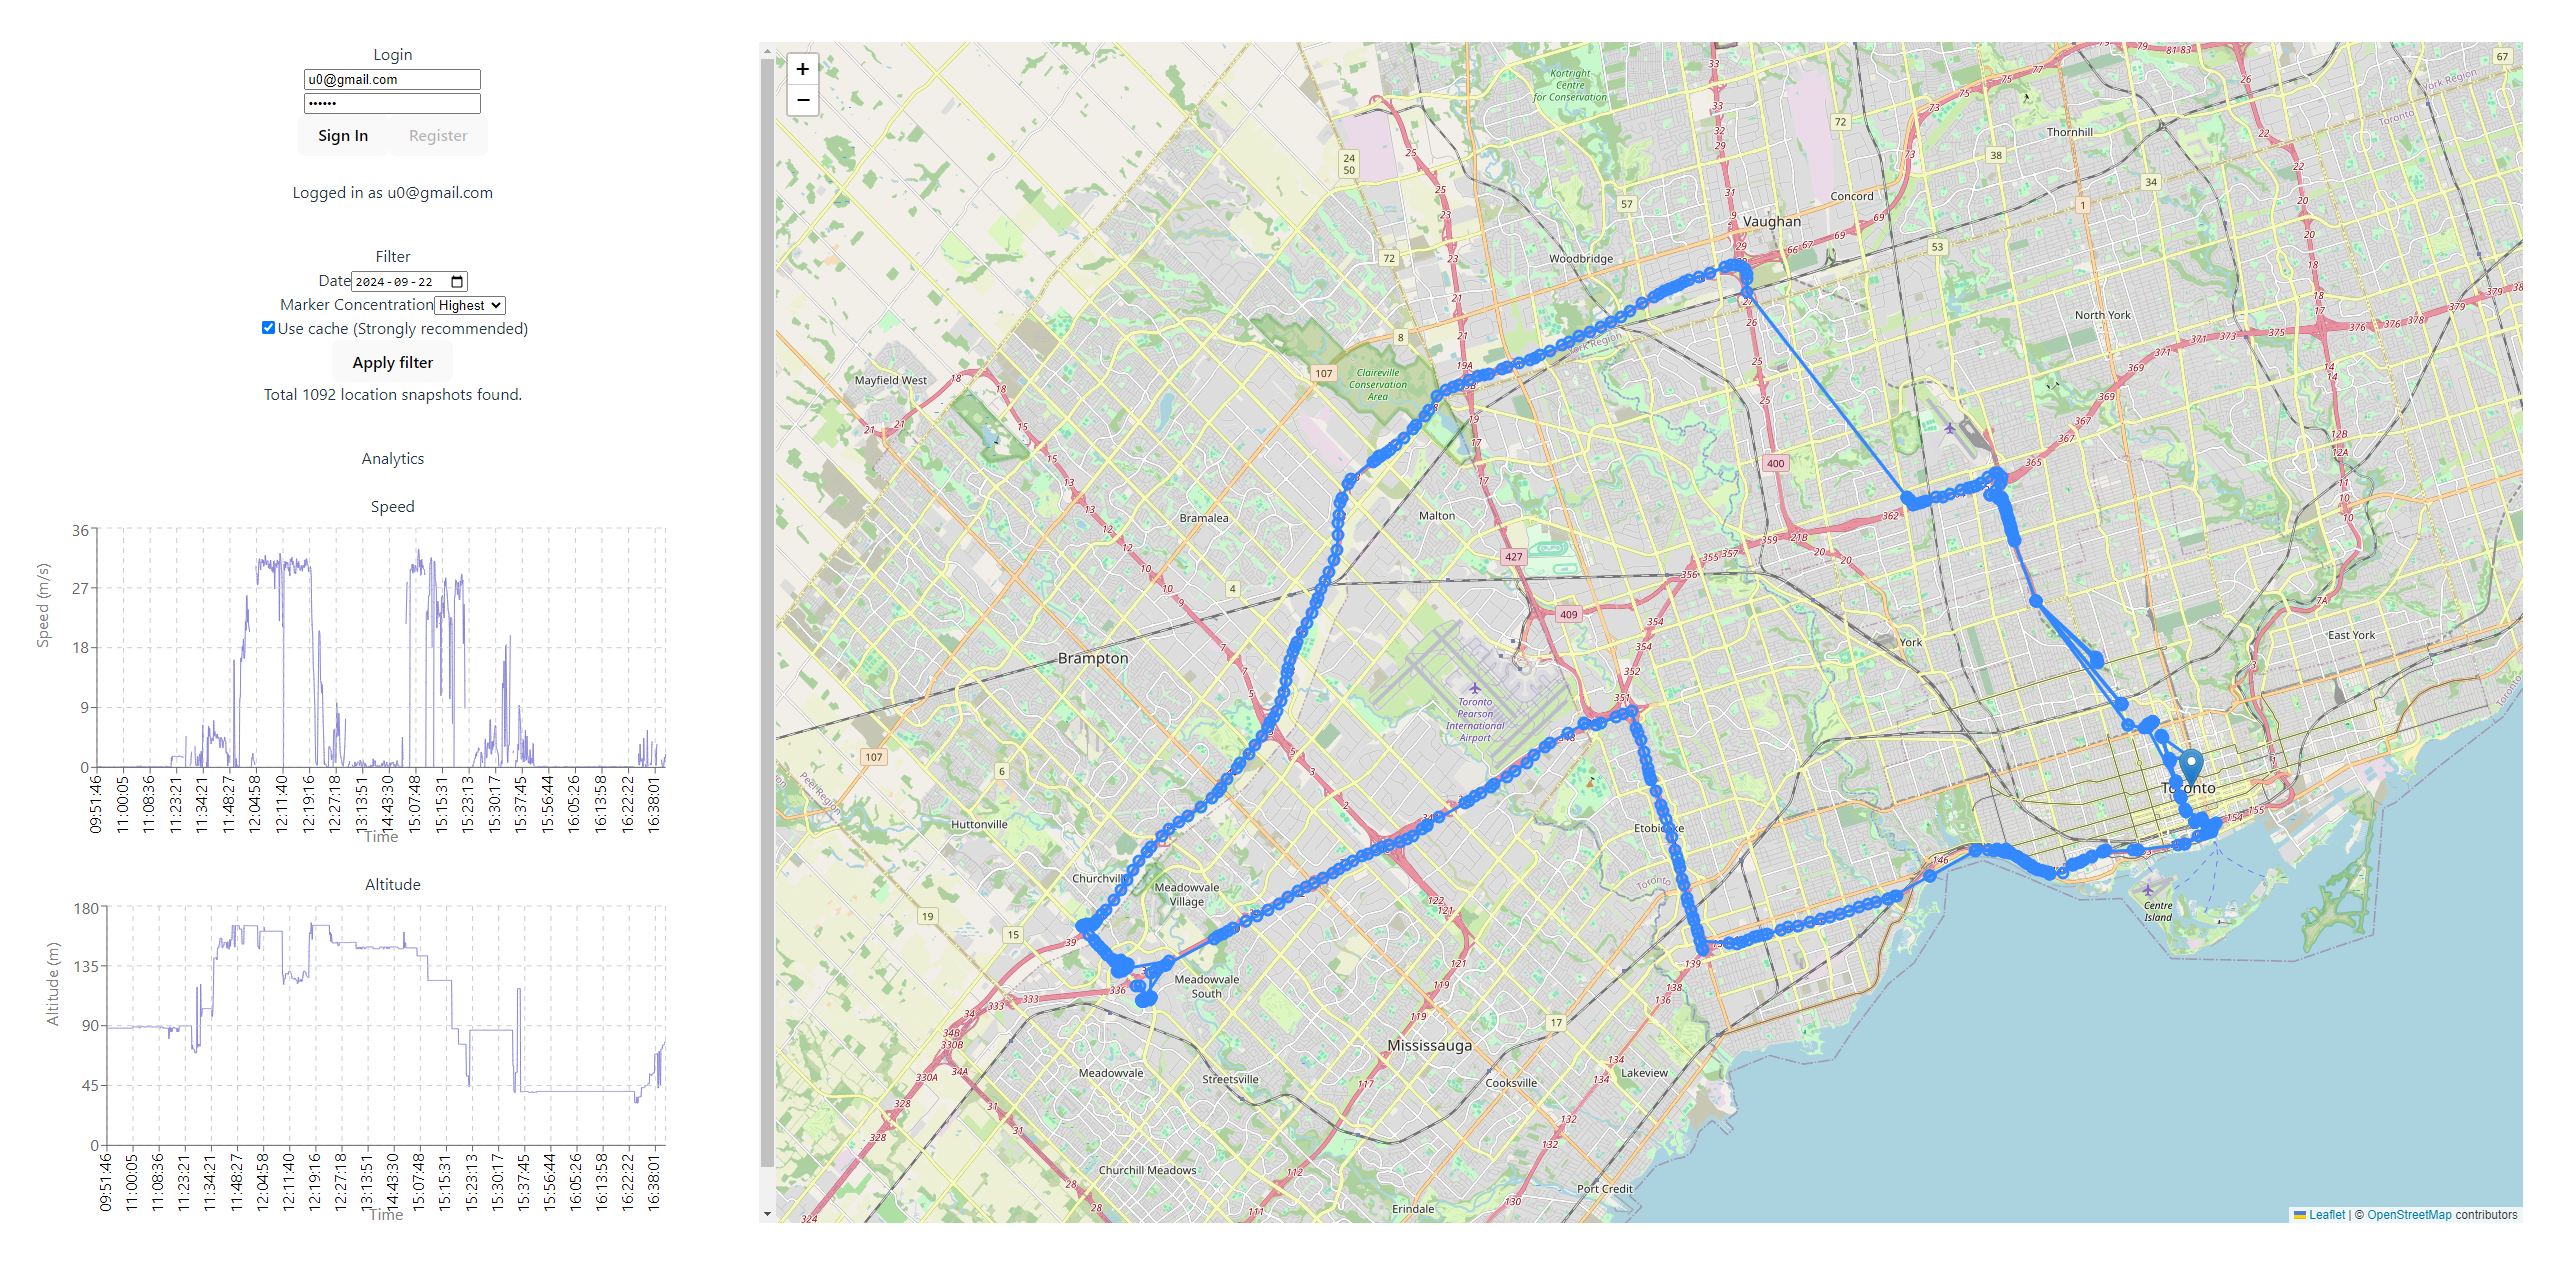 Login
u0@gmail.com
••••••
Sign In Register
Logged in as u0@gmail.com
Filter
Date 2024-09-22
Marker Concentration Highest
Use cache (Strongly recommended)
Apply filter
Total 1092 location snapshots found.
Analytics
Speed
36
27
18
9
0
Speed (m/s)
09:51:46 11:00:05 11:08:36 11:23:21 11:34:21 11:48:27 12:04:58 12:11:40 12:19:16 12:27:18 13:13:51 14:43:30 15:07:48 15:15:31 15:23:13 15:30:17 15:37:45 15:56:44 16:05:26 16:13:58 16:22:22 16:38:01
Time
Altitude
180
135
90
45
0
Altitude (m)
09:51:46 11:00:05 11:08:36 11:23:21 11:34:21 11:48:27 12:04:58 12:11:40 12:19:16 12:27:18 13:13:51 14:43:30 15:07:48 15:15:31 15:23:13 15:30:17 15:37:45 15:56:44 16:05:26 16:13:58 16:22:22 16:38:01
Time
+
−
Kortright
Centre
for Conservation
Thornhill
Concord
Vaughan
Woodbridge
North York
York Region
Toronto
Mayfield West
Claireville
Conservation
Area
York Region
Bramalea
Malton
400
427
409
Brampton
York
East York
Toronto
Pearson
International
Airport
Toronto
Peel Region
Huttonville
Etobicoke
Churchville
Meadowvale
Village
Toronto
Centre
Island
Meadowvale
South
Mississauga
Meadowvale
Streetsville
Cooksville
Lakeview
Churchill Meadows
Port Credit
Erindale
Leaflet | © OpenStreetMap contributors